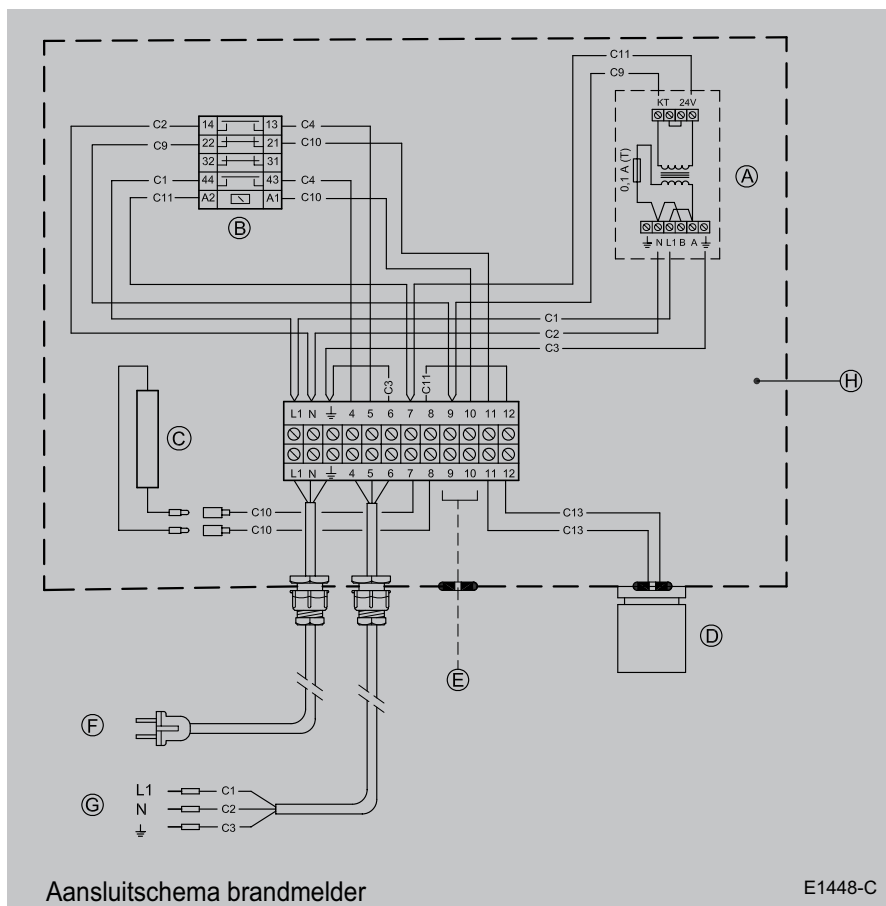 C11
C9
KT 24V
C2 14 13 C4
C9 22 21 C10
32 31
C1 44 43 C4
C11 A2 A1 C10
B
0,1 A (T)
A
N L1 B A
C1
C2
C3
H
C3
C11
L1 N 4 5 6 7 8 9 10 11 12
C
L1 N 4 5 6 7 8 9 10 11 12
C10
C10
C13
C13
D
E
F
G
L1 C1
N C2
C3
Aansluitschema brandmelder
E1448-C